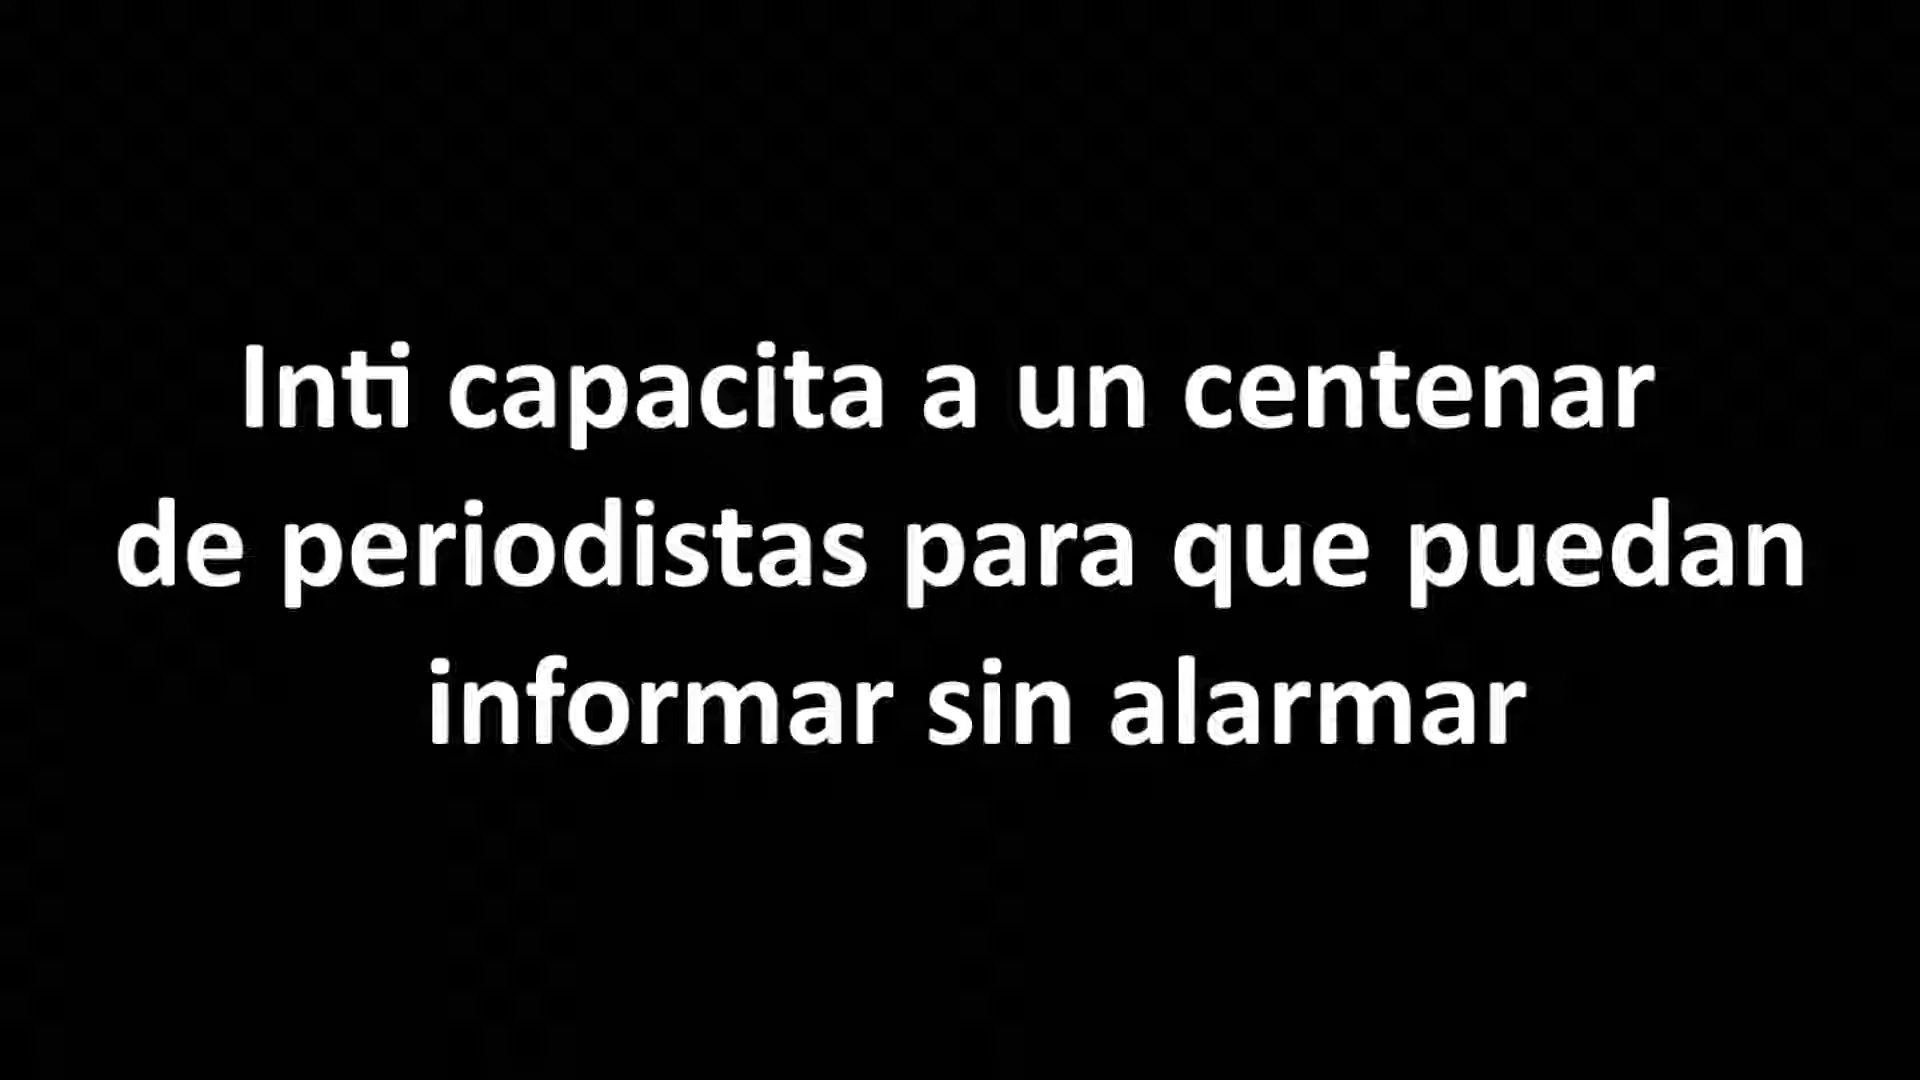 Inti capacita a un centenar
de periodistas para que puedan
informar sin alarmar